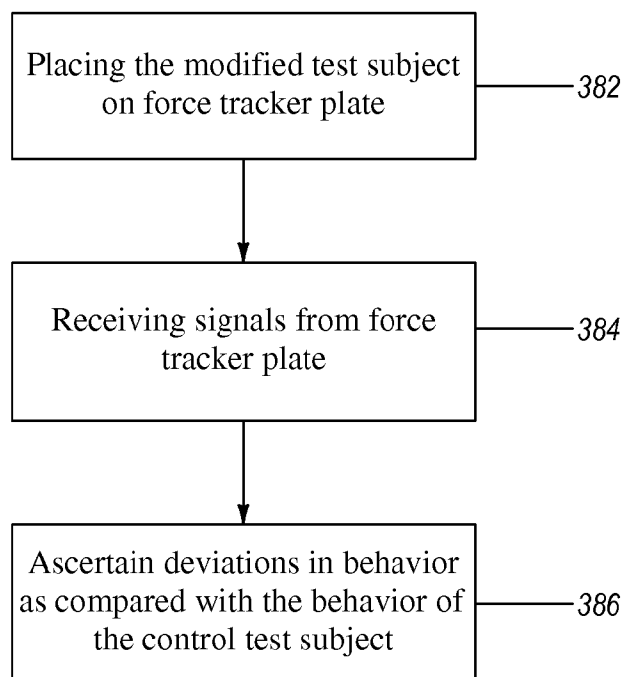 Placing the modified test subject
on force tracker plate
382
Receiving signals from force
tracker plate
384
Ascertain deviations in behavior
as compared with the behavior of
the control test subject
386